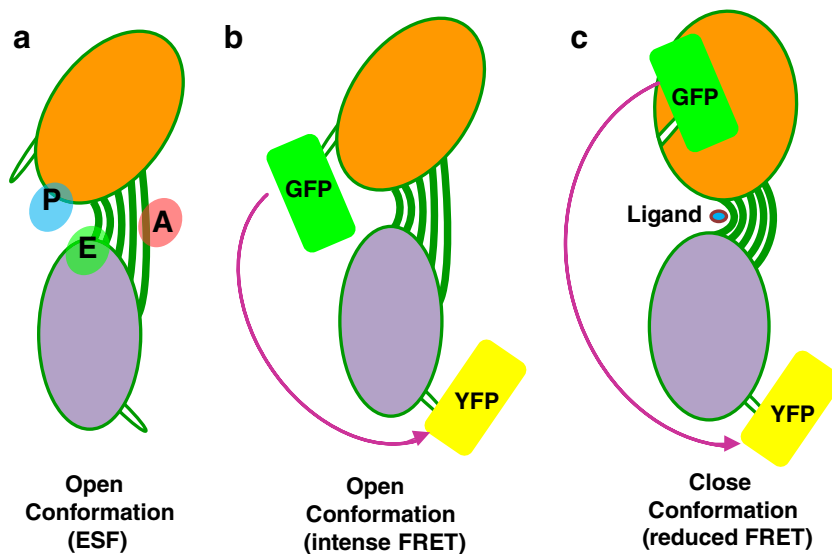 a
P
E
A
Open
Conformation
(ESF)
b
GFP
YFP
Open
Conformation
(intense FRET)
c
GFP
Ligand
YFP
Close
Conformation
(reduced FRET)